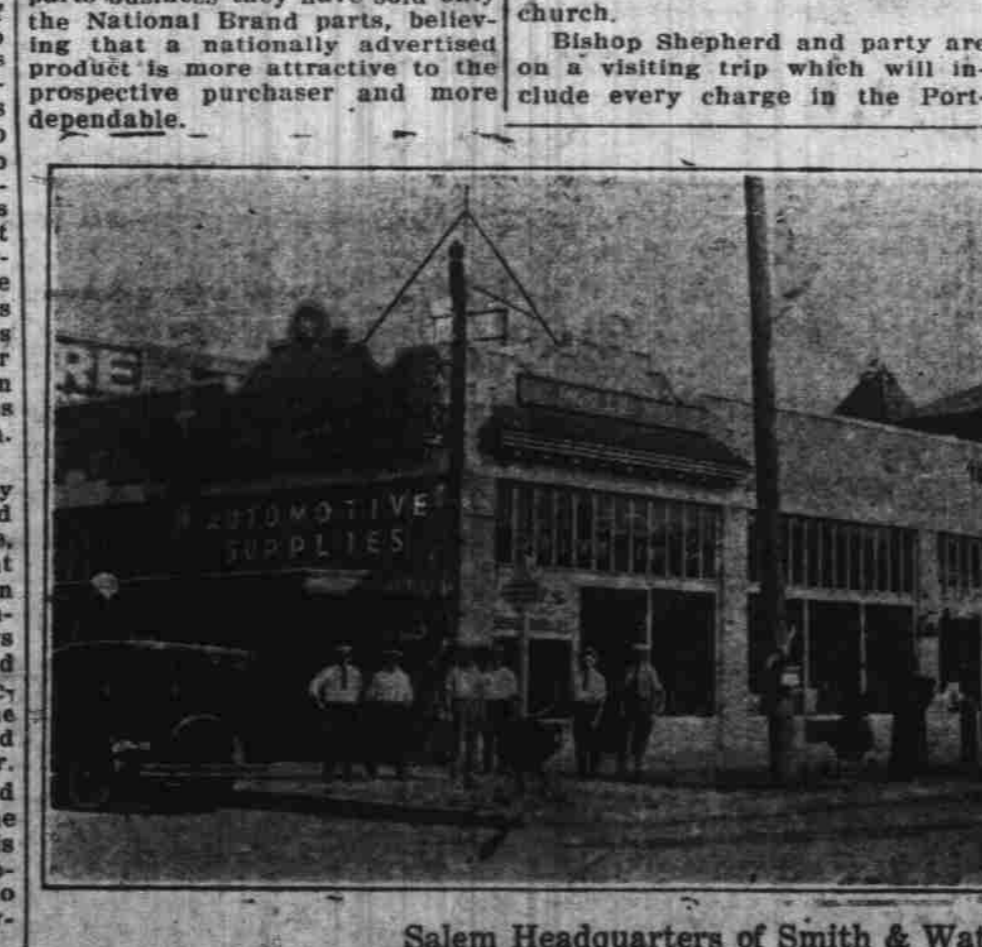 the National Brand parts, believ-
ing that a nationally advertised
product is more attractive to the
prospective purchaser and more
dependable.
church.
Bishop Shepherd and party are
on a visiting trip which will in-
clude every charge in the Port-
RE
AUTOMOTIVE
SUPPLIES
Salem Headquarters of Smith & Wat